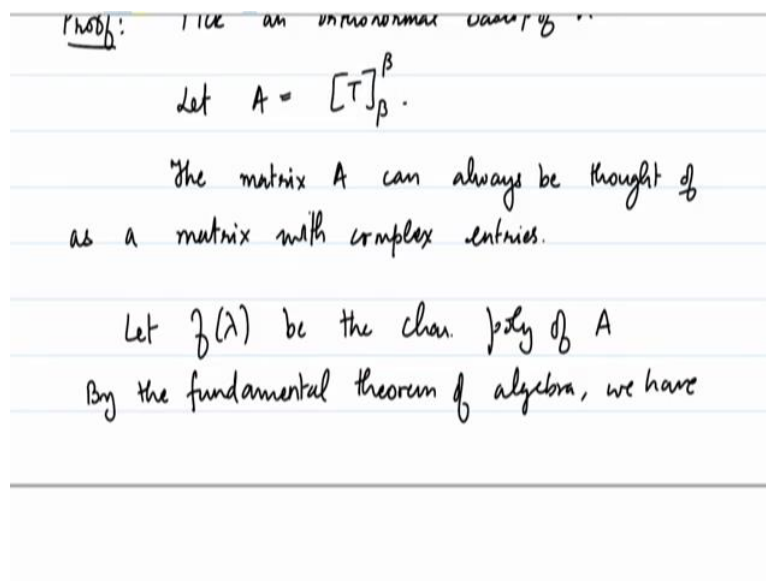 Proof: an orthonormal basis of
Let A = [T]_β^β.
The matrix A can always be thought of
as a matrix with complex entries.
Let f(λ) be the char. poly of A
By the fundamental theorem of algebra, we have